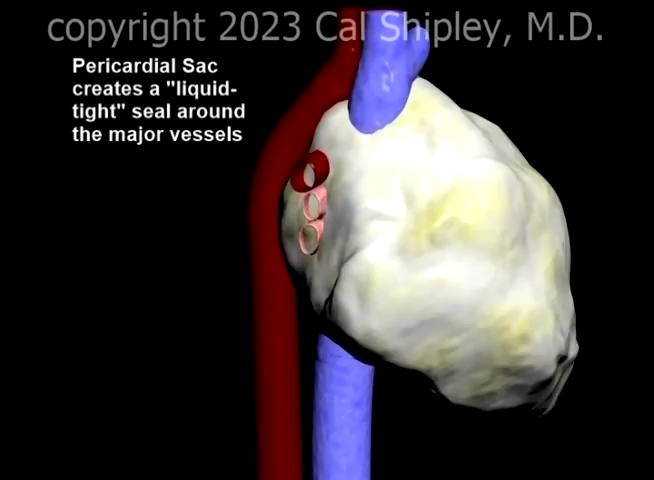 copyright 2023 Cal Shipley, M.D.
Pericardial Sac
creates a "liquid-
tight" seal around
the major vessels